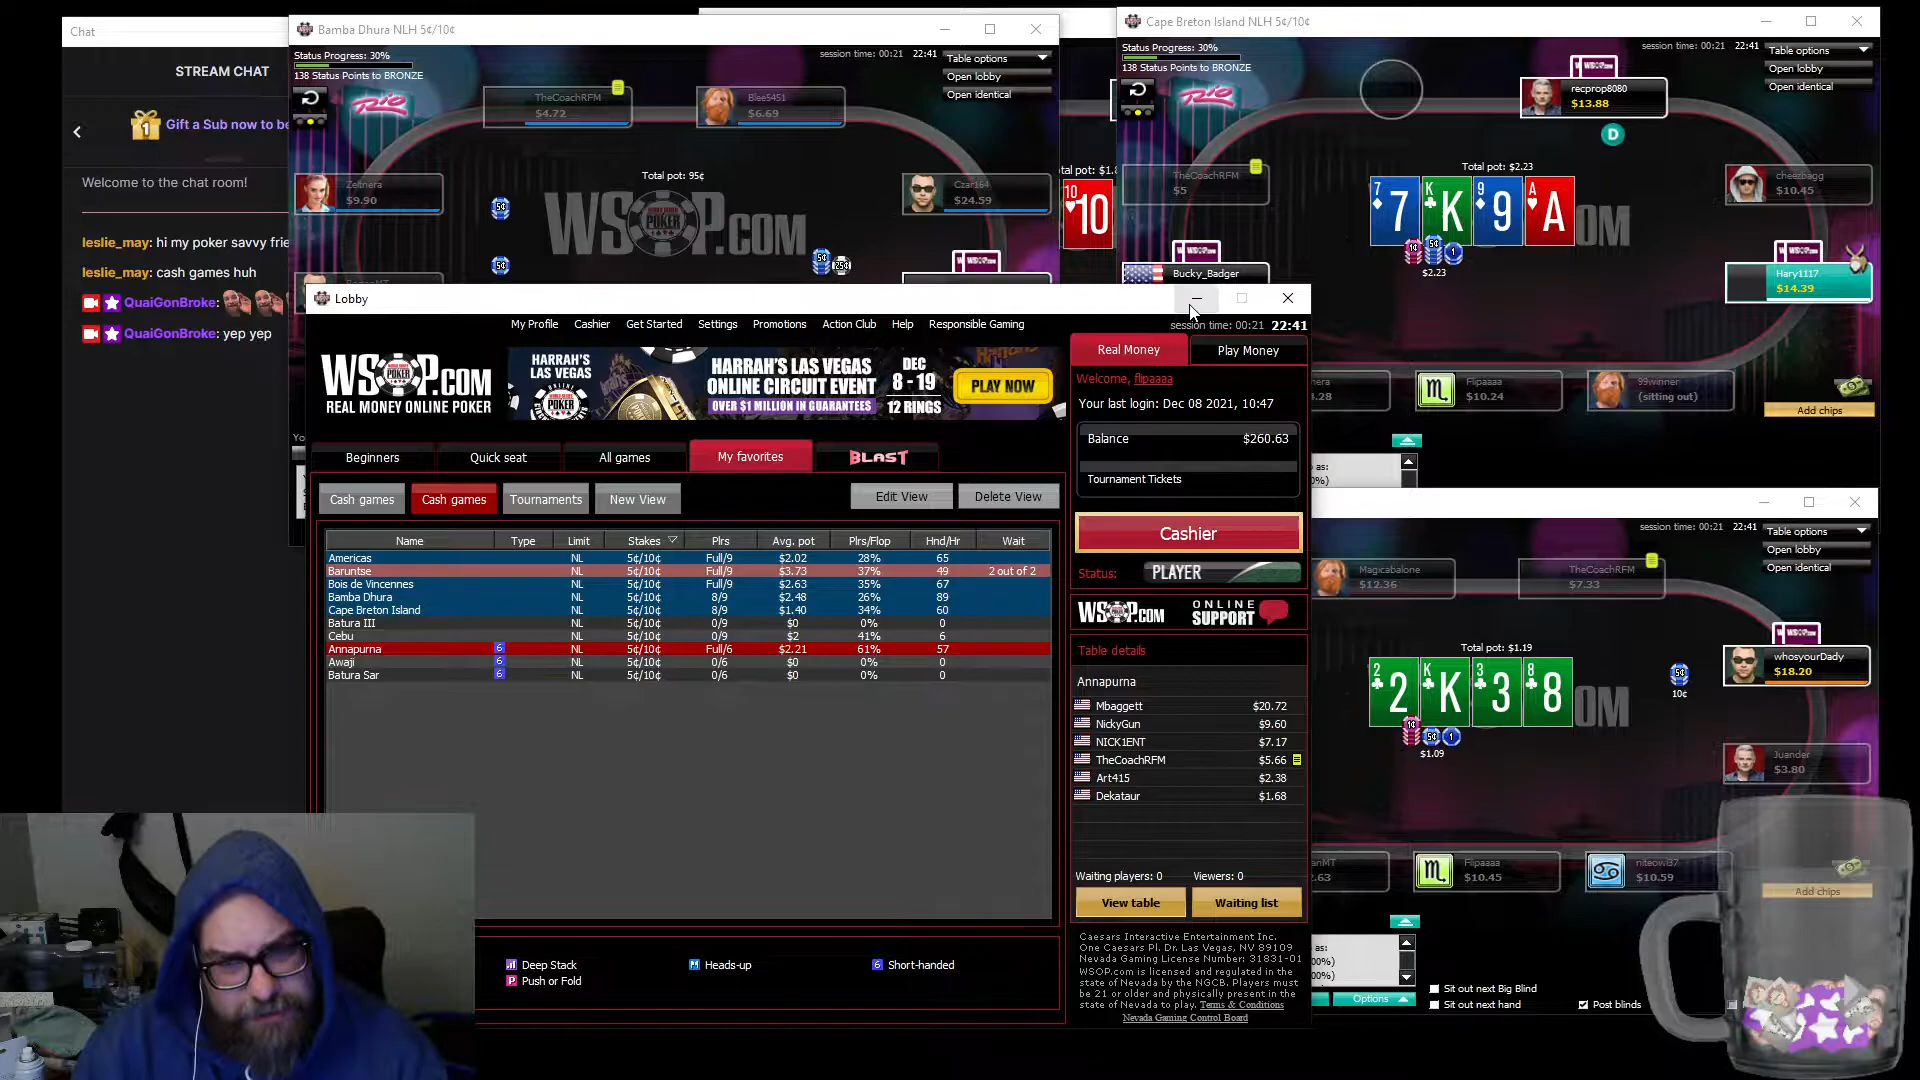 Chat
STREAM CHAT
Gift a Sub now to be
Welcome to the chat room!
leslie_may: hi my poker savvy frie
leslie_may: cash games huh
QuaiGonBroke:
QuaiGonBroke: yep yep
Bamba Dhura NLH 5¢/10¢
Status Progress: 30%
138 Status Points to BRONZE
session time: 00:21 22:41
Table options
Open lobby
Open identical
Rio
TheCoachRFM
$4.72
Blee5451
$6.69
Zeltnera
$9.90
Total pot: 95¢
Czar164
$24.59
WSOP.COM
5¢
5¢
5¢ 25¢
10
Cape Breton Island NLH 5¢/10¢
Status Progress: 30%
138 Status Points to BRONZE
session time: 00:21 22:41
Table options
Open lobby
Open identical
Rio
recprop8080
$13.88
D
TheCoachRFM
$5
Total pot: $2.23
cheezbagg
$10.45
7 K 9 A
$2.23
Bucky_Badger
Hary1117
$14.39
Flipaaaa
$10.24
99winner
(sitting out)
Add chips
Lobby
My Profile Cashier Get Started Settings Promotions Action Club Help Responsible Gaming
session time: 00:21 22:41
WSOP.COM
REAL MONEY ONLINE POKER
HARRAH'S
LAS VEGAS
HARRAH'S LAS VEGAS
ONLINE CIRCUIT EVENT
OVER $1 MILLION IN GUARANTEES
DEC
8 - 19
12 RINGS
PLAY NOW
Real Money Play Money
Welcome, flipaaaa
Your last login: Dec 08 2021, 10:47
Balance $260.63
Tournament Tickets
Cashier
Status: PLAYER
WSOP.COM ONLINE SUPPORT
Beginners Quick seat All games My favorites BLAST
Cash games Cash games Tournaments New View Edit View Delete View
Name Type Limit Stakes Plrs Avg. pot Plrs/Flop Hnd/Hr Wait
Americas NL 5¢/10¢ Full/9 $2.02 28% 65
Baruntse NL 5¢/10¢ Full/9 $3.73 37% 49 2 out of 2
Bois de Vincennes NL 5¢/10¢ Full/9 $2.63 35% 67
Bamba Dhura NL 5¢/10¢ 8/9 $2.48 26% 89
Cape Breton Island NL 5¢/10¢ 8/9 $1.40 34% 60
Batura III NL 5¢/10¢ 0/9 $0 0% 0
Cebu NL 5¢/10¢ 0/9 $2 41% 6
Annapurna 6 NL 5¢/10¢ Full/6 $2.21 61% 57
Awaji 6 NL 5¢/10¢ 0/6 $0 0% 0
Batura Sar 6 NL 5¢/10¢ 0/6 $0 0% 0
Table details
Annapurna
Mbaggett $20.72
NickyGun $9.60
NICK1ENT $7.17
TheCoachRFM $5.66
Art415 $2.38
Dekataur $1.68
Waiting players: 0 Viewers: 0
View table Waiting list
Caesars Interactive Entertainment Inc.
One Caesars Pl. Dr. Las Vegas, NV 89109
Nevada Gaming License Number: 31831-01
WSOP.com is licensed and regulated in the
state of Nevada by the NGCB. Players must
be 21 or older and physically present in the
state of Nevada to play. Terms & Conditions
Nevada Gaming Control Board
Deep Stack Heads-up 6 Short-handed
P Push or Fold
session time: 00:21 22:41
Table options
Open lobby
Open identical
Magicabalone
$12.36
TheCoachRFM
$7.33
Total pot: $1.19
whosyourDady
$18.20
2 K 3 8
10¢
$1.09
Juander
$3.80
Flipaaaa
$10.45
niteowl37
$10.59
Add chips
Options
Sit out next Big Blind
Sit out next hand
Post blinds